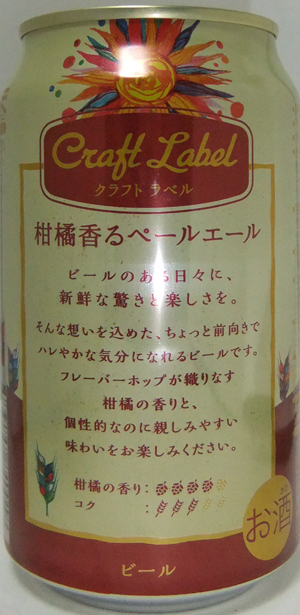 Craft Label
クラフト ラベル
柑橘香るペールエール
ビールのある日々に、
新鮮な驚きと楽しさを。
そんな想いを込めた、ちょっと前向きで
ハレやかな気分になれるビールです。
フレーバーホップが織りなす
柑橘の香りと、
個性的なのに親しみやすい
味わいをお楽しみください。
柑橘の香り：
コク：
お酒
ビール